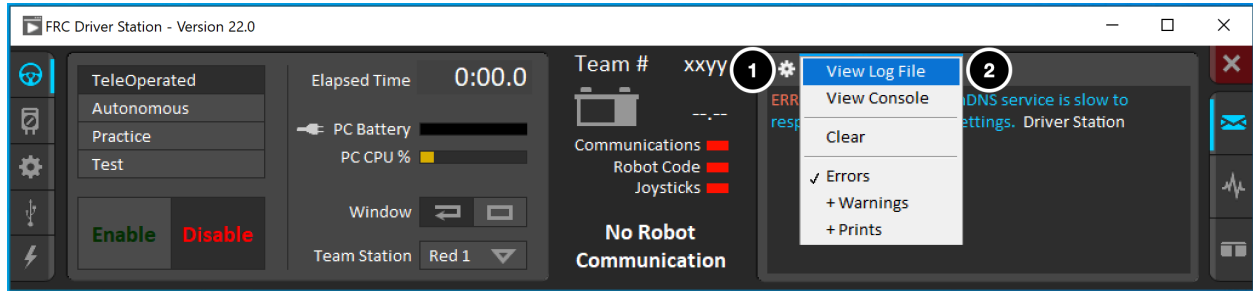 FRC Driver Station - Version 22.0
TeleOperated
Autonomous
Practice
Test
Enable Disable
Elapsed Time 0:00.0
PC Battery
PC CPU %
Window
Team Station Red 1
Team # xxyy
--.--
Communications
Robot Code
Joysticks
No Robot
Communication
1
2
View Log File
View Console
Clear
✓ Errors
+ Warnings
+ Prints
ERR DNS service is slow to
resp ettings. Driver Station